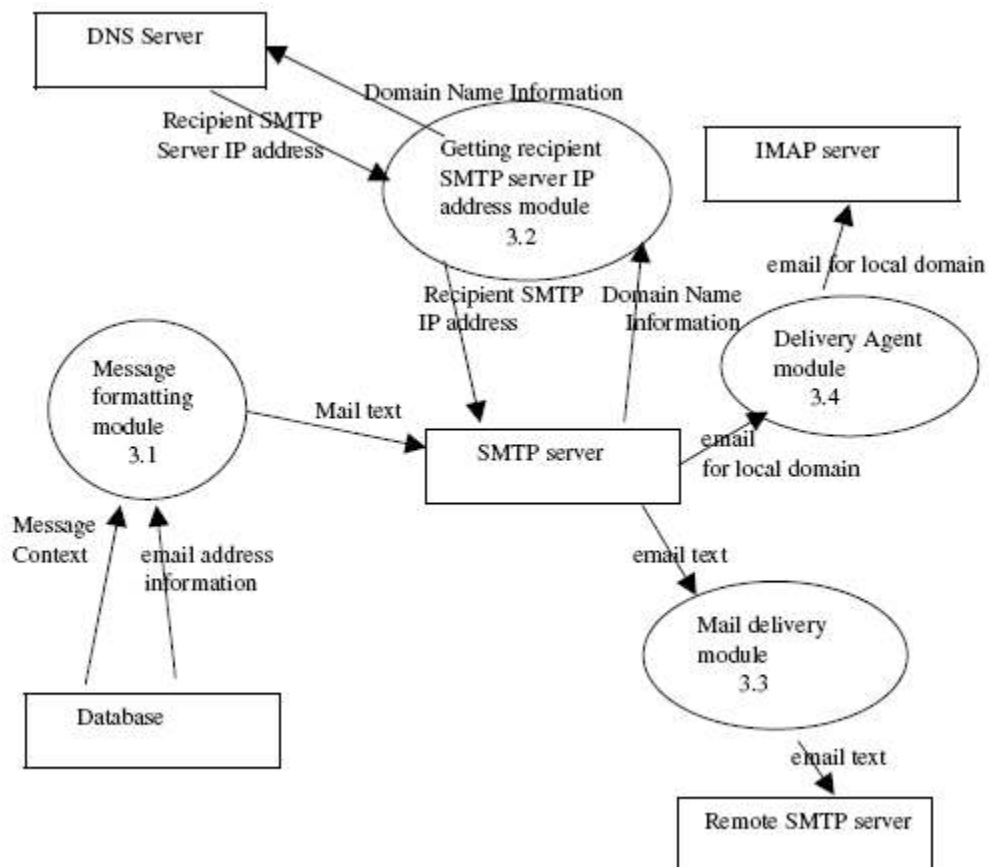 DNS Server
Domain Name Information
Recipient SMTP
Server IP address
Getting recipient
SMTP server IP
address module
3.2
IMAP server
email for local domain
Recipient SMTP
IP address
Domain Name
Information
Delivery Agent
module
3.4
Message
formatting
module
3.1
Mail text
SMTP server
email
for local domain
Message
Context
email address
information
email text
Mail delivery
module
3.3
Database
email text
Remote SMTP server